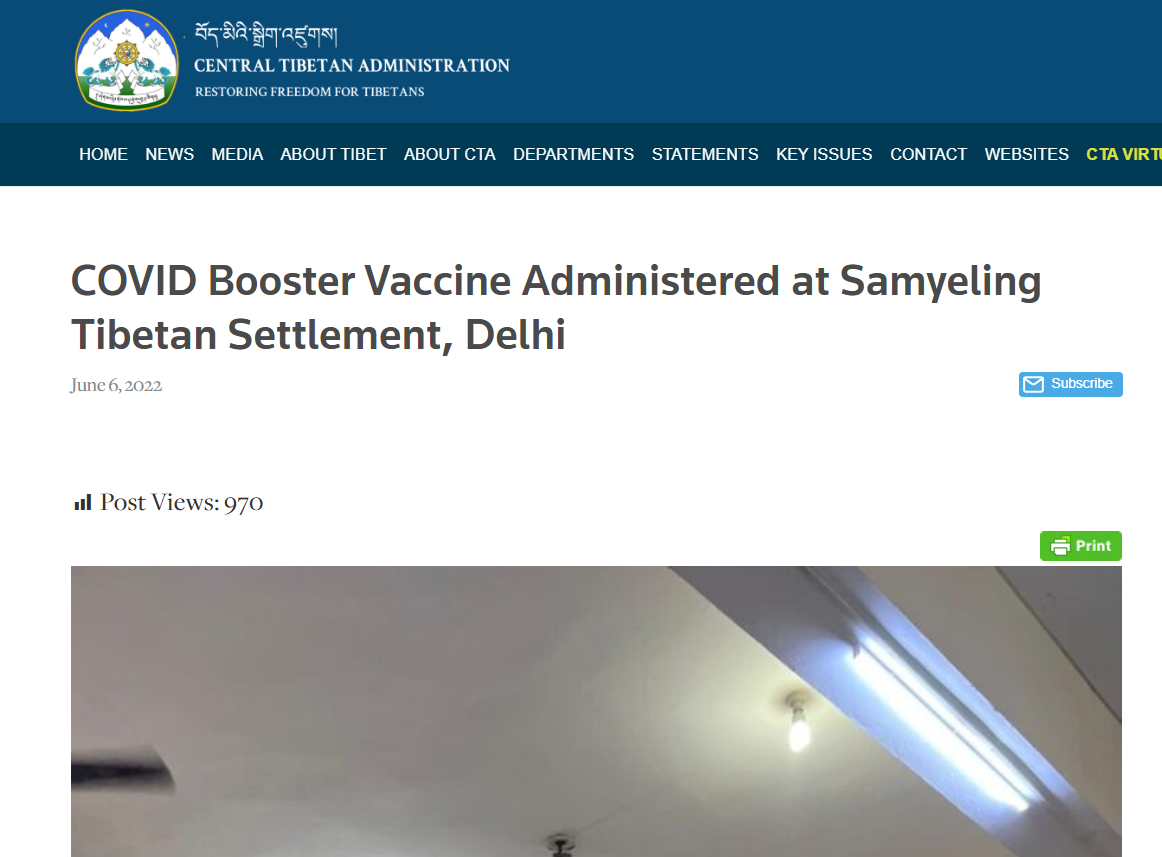 བོད་མིའི་སྒྲིག་འཛུགས།
CENTRAL TIBETAN ADMINISTRATION
RESTORING FREEDOM FOR TIBETANS
HOME NEWS MEDIA ABOUT TIBET ABOUT CTA DEPARTMENTS STATEMENTS KEY ISSUES CONTACT WEBSITES CTA VIRTU
COVID Booster Vaccine Administered at Samyeling
Tibetan Settlement, Delhi
June 6, 2022
Subscribe
Post Views: 970
Print